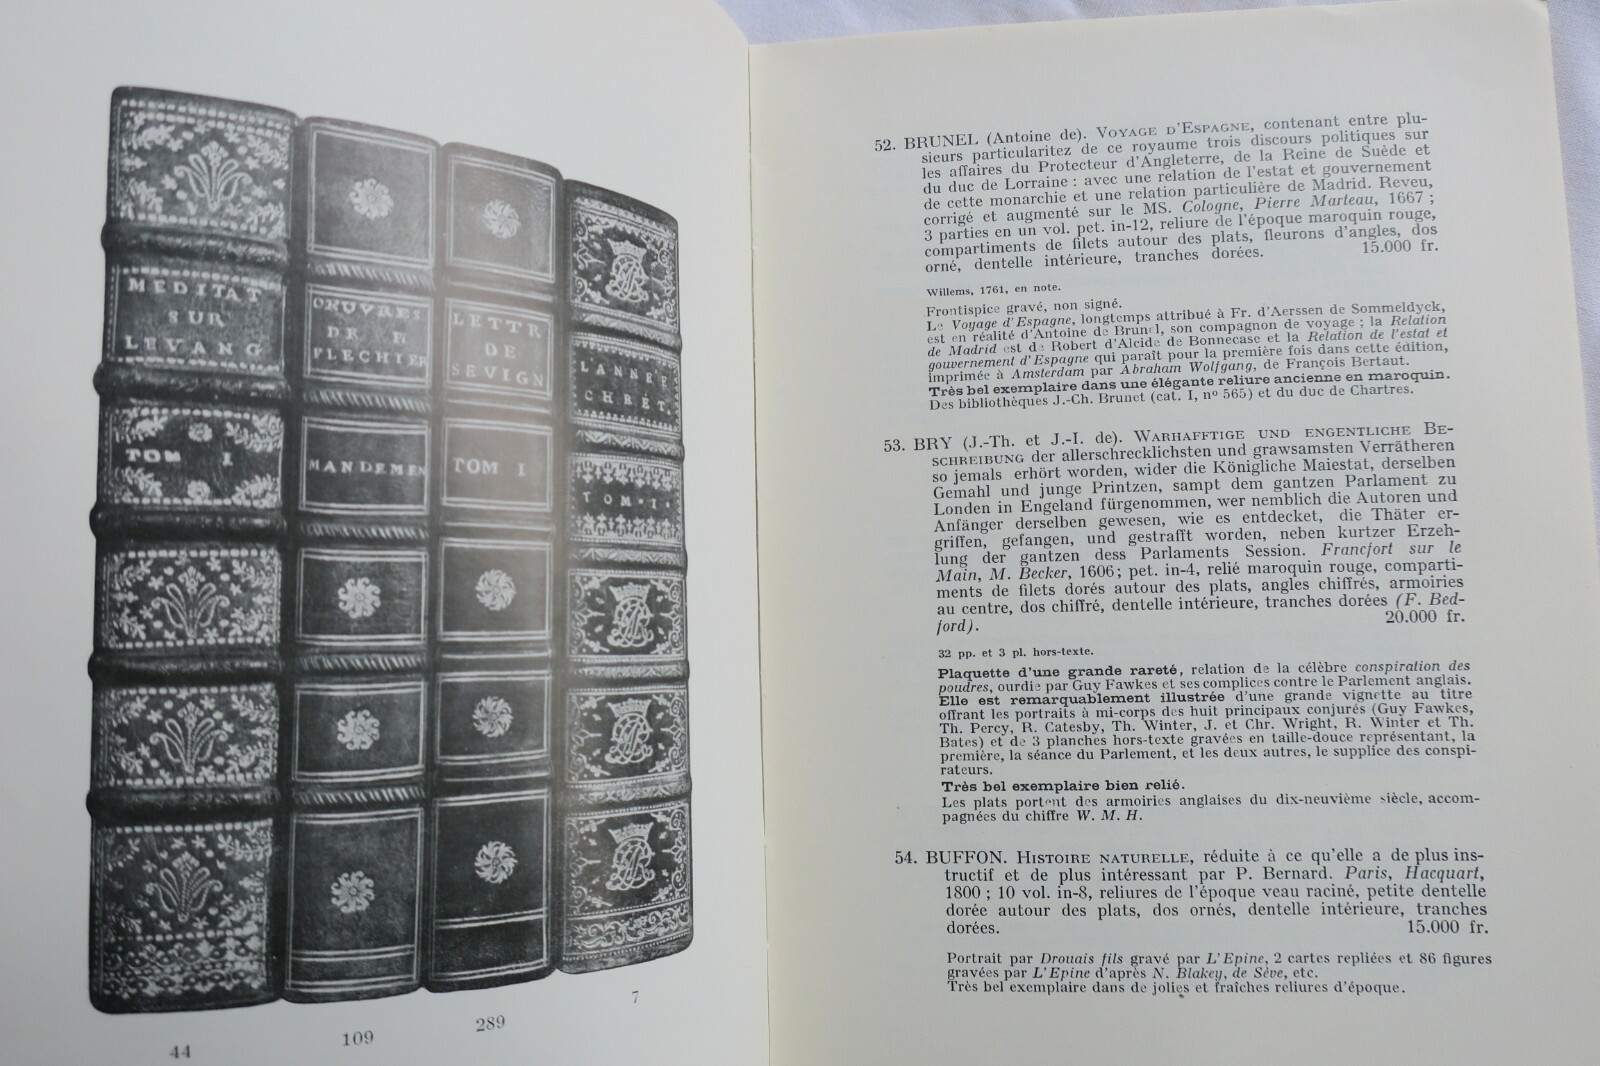 MEDITAT
SUR
LEVANG
TOM I
OEUVRES
DE F
FLECHIER
MANDEMEN
LETTR
DE
SEVIGN
TOM I
LANNEE
CHRET.
TOM I
44
109
289
7
52. BRUNEL (Antoine de). VOYAGE D'ESPAGNE, contenant entre plu-
sieurs particularitez de ce royaume trois discours politiques sur
les affaires du Protecteur d'Angleterre, de la Reine de Suède et
du duc de Lorraine : avec une relation de l'estat et gouvernement
de cette monarchie et une relation particulière de Madrid. Reveu,
corrigé et augmenté sur le MS. Cologne, Pierre Marteau, 1667 ;
3 parties en un vol. pet. in-12, reliure de l'époque maroquin rouge,
compartiments de filets autour des plats, fleurons d'angles, dos
orné, dentelle intérieure, tranches dorées. 15.000 fr.
Willems, 1761, en note.
Frontispice gravé, non signé.
Le Voyage d'Espagne, longtemps attribué à Fr. d'Aerssen de Sommeldyck,
est en réalité d'Antoine de Brunel, son compagnon de voyage ; la Relation
de Madrid est de Robert d'Alcide de Bonnecase et la Relation de l'estat et
gouvernement d'Espagne qui paraît pour la première fois dans cette édition,
imprimée à Amsterdam par Abraham Wolfgang, de François Bertaut.
Très bel exemplaire dans une élégante reliure ancienne en maroquin.
Des bibliothèques J.-Ch. Brunet (cat. I, nº 565) et du duc de Chartres.
53. BRY (J.-Th. et J.-I. de). WARHAFFTIGE UND ENGENTLICHE BE-
SCHREIBUNG der allerschrecklichsten und grawsamsten Verrätheren
so jemals erhört worden, wider die Königliche Maiestat, derselben
Gemahl und junge Printzen, sampt dem gantzen Parlament zu
Londen in Engeland fürgenommen, wer nemblich die Autoren und
Anfänger derselben gewesen, wie es entdecket, die Thäter er-
griffen, gefangen, und gestrafft worden, neben kurtzer Erzeh-
lung der gantzen dess Parlaments Session. Francfort sur le
Main, M. Becker, 1606; pet. in-4, relié maroquin rouge, comparti-
ments de filets dorés autour des plats, angles chiffrés, armoiries
au centre, dos chiffré, dentelle intérieure, tranches dorées (F. Bed-
ford). 20.000 fr.
32 pp. et 3 pl. hors-texte.
Plaquette d'une grande rareté, relation de la célèbre conspiration des
poudres, ourdie par Guy Fawkes et ses complices contre le Parlement anglais.
Elle est remarquablement illustrée d'une grande vignette au titre
offrant les portraits à mi-corps des huit principaux conjurés (Guy Fawkes,
Th. Percy, R. Catesby, Th. Winter, J. et Chr. Wright, R. Winter et Th.
Bates) et de 3 planches hors-texte gravées en taille-douce représentant, la
première, la séance du Parlement, et les deux autres, le supplice des conspi-
rateurs.
Très bel exemplaire bien relié.
Les plats portent des armoiries anglaises du dix-neuvième siècle, accom-
pagnées du chiffre W. M. H.
54. BUFFON. HISTOIRE NATURELLE, réduite à ce qu'elle a de plus ins-
tructif et de plus intéressant par P. Bernard. Paris, Hacquart,
1800 ; 10 vol. in-8, reliures de l'époque veau raciné, petite dentelle
dorée autour des plats, dos ornés, dentelle intérieure, tranches
dorées. 15.000 fr.
Portrait par Drouais fils gravé par L'Epine, 2 cartes repliées et 86 figures
gravées par L'Epine d'après N. Blakey, de Sève, etc.
Très bel exemplaire dans de jolies et fraîches reliures d'époque.